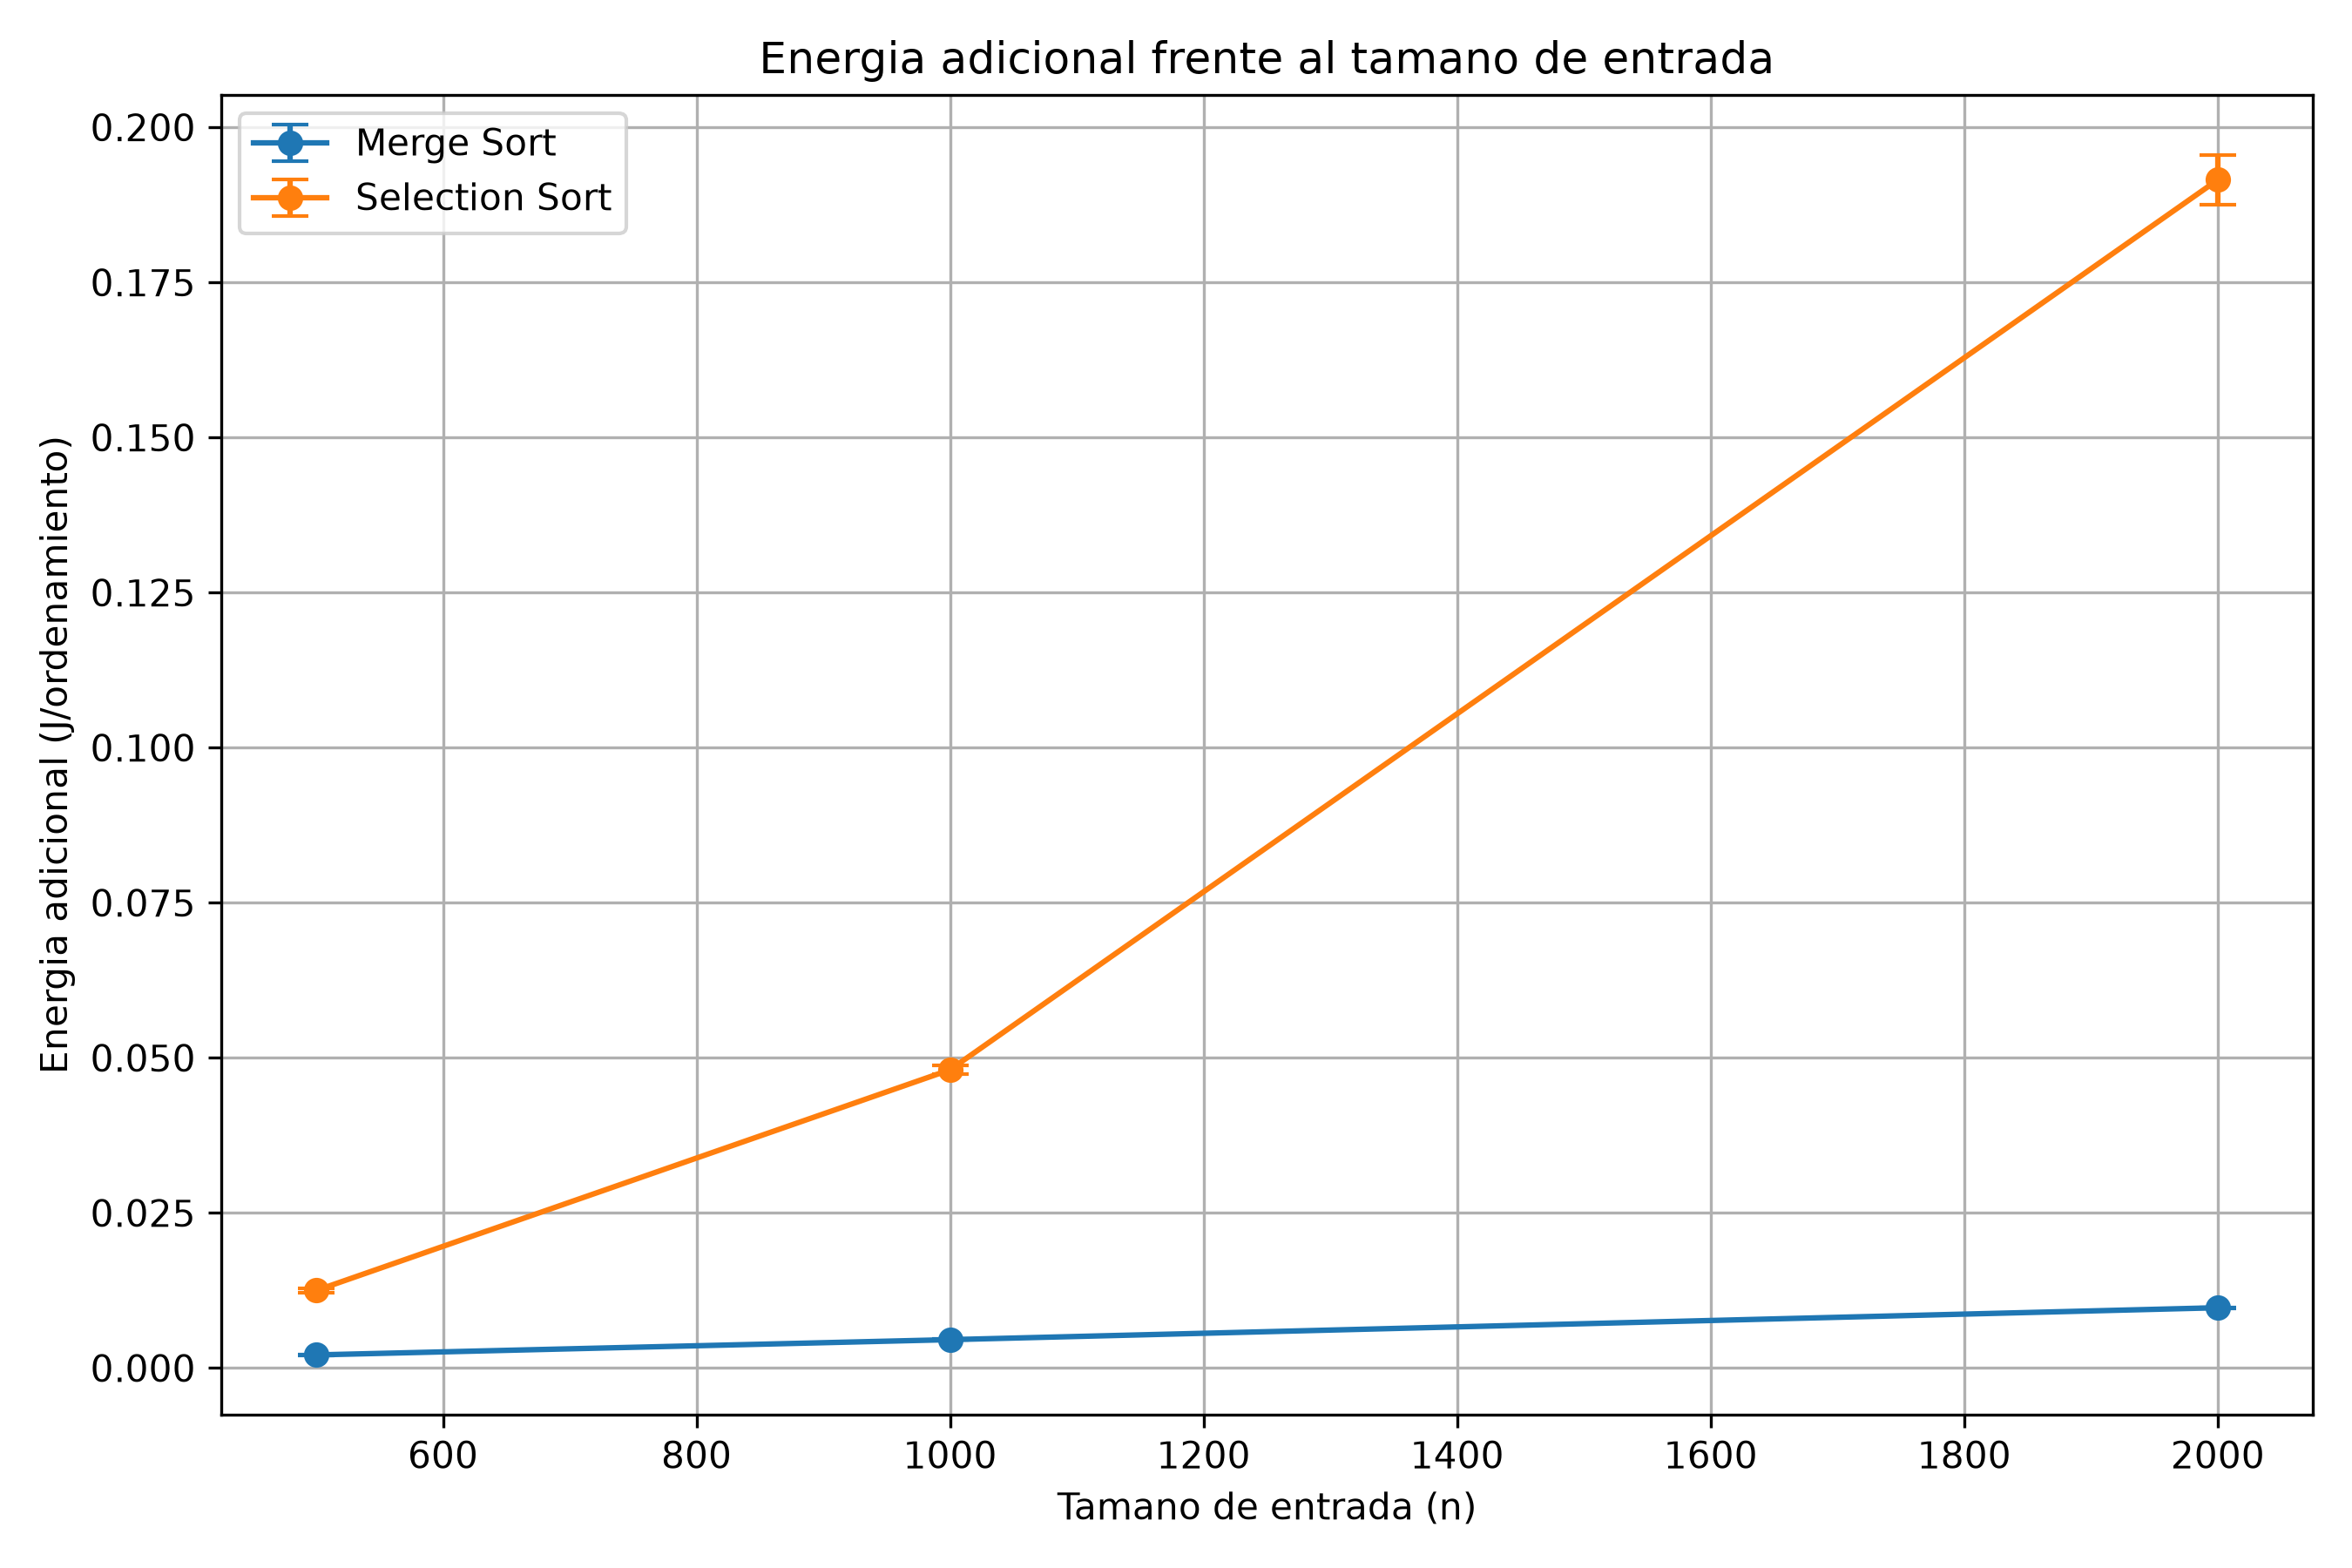 Energia adicional frente al tamano de entrada
Merge Sort
Selection Sort
Energia adicional (J/ordenamiento)
0.200
0.175
0.150
0.125
0.100
0.075
0.050
0.025
0.000
600 800 1000 1200 1400 1600 1800 2000
Tamano de entrada (n)